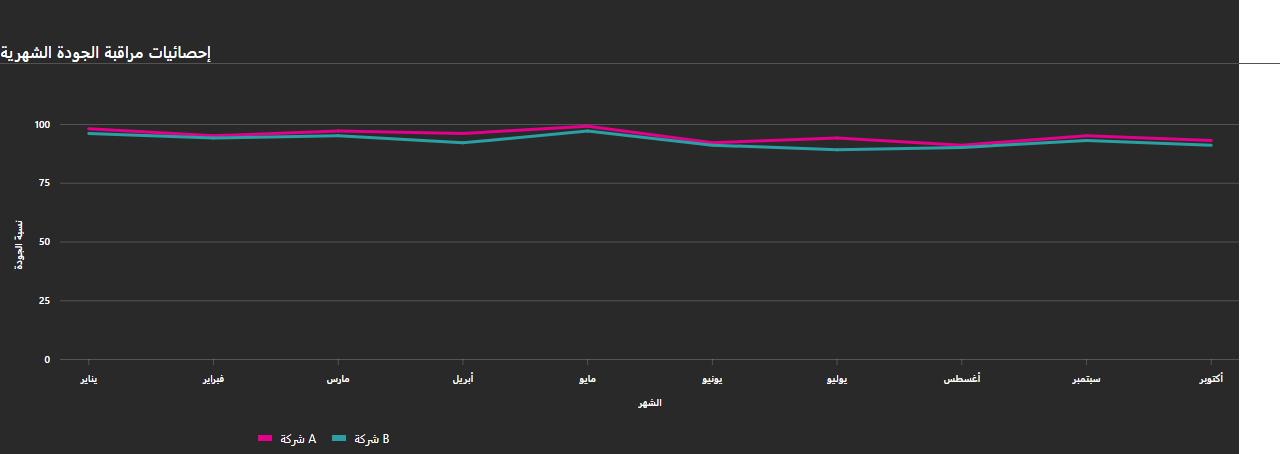 إحصائيات مراقبة الجودة الشهرية
100
75
50
25
0
نسبة الجودة
يناير فبراير مارس أبريل مايو يونيو يوليو أغسطس سبتمبر أكتوبر
الشهر
شركة A شركة B